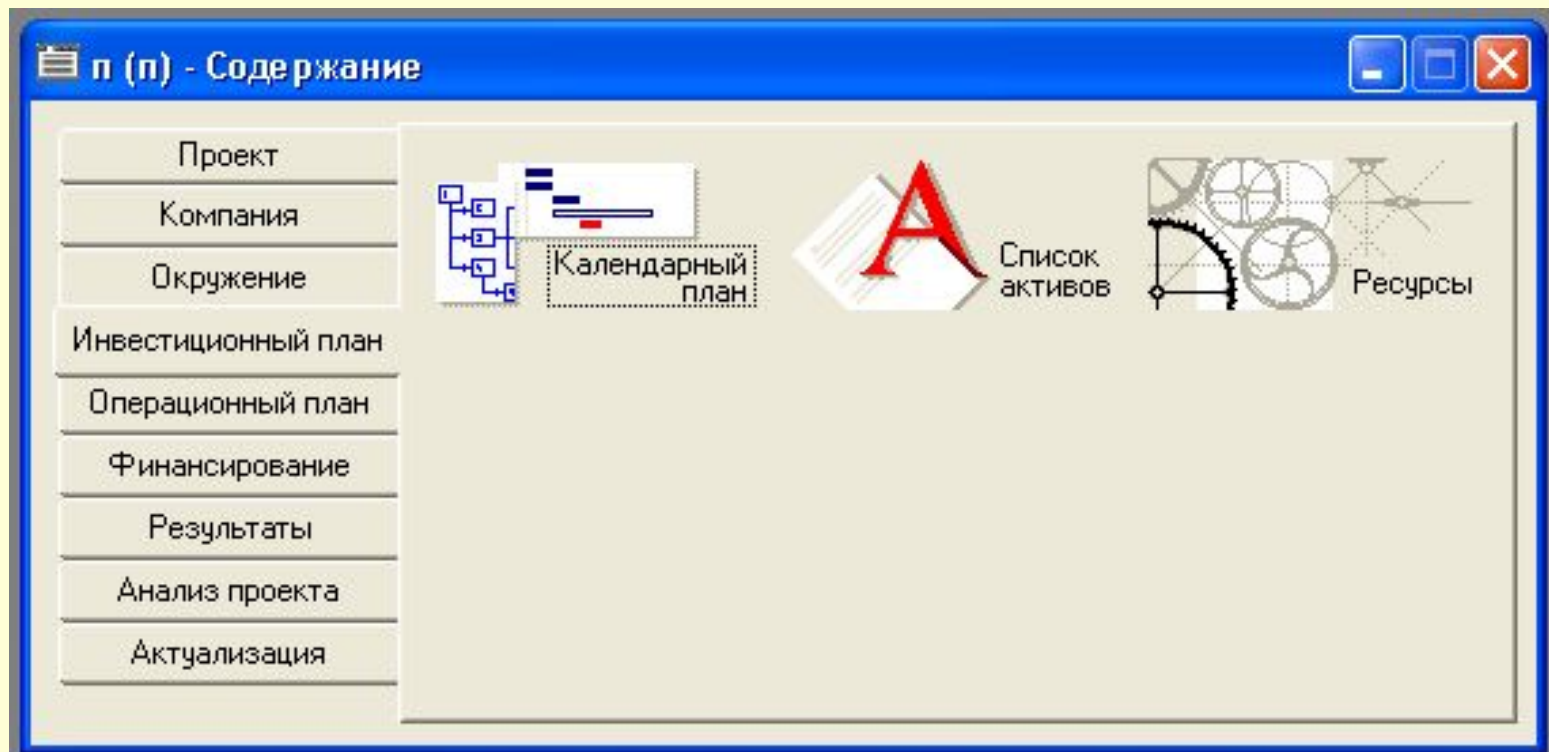 п (п) - Содержание
Проект
Компания
Окружение
Инвестиционный план
Операционный план
Финансирование
Результаты
Анализ проекта
Актуализация
Календарный
план
Список
активов
Ресурсы